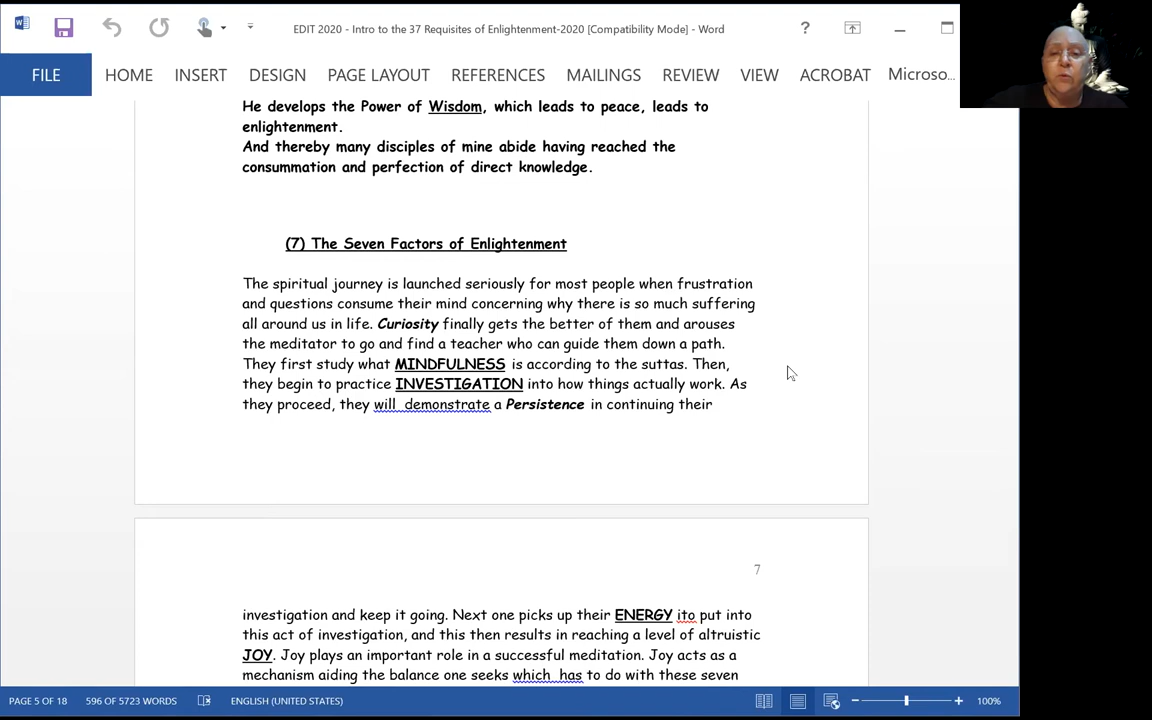 EDIT 2020 - Intro to the 37 Requisites of Enlightenment-2020 [Compatibility Mode] - Word
?
FILE HOME INSERT DESIGN PAGE LAYOUT REFERENCES MAILINGS REVIEW VIEW ACROBAT Microso...
He develops the Power of Wisdom, which leads to peace, leads to
enlightenment.
And thereby many disciples of mine abide having reached the
consummation and perfection of direct knowledge.
(7) The Seven Factors of Enlightenment
The spiritual journey is launched seriously for most people when frustration
and questions consume their mind concerning why there is so much suffering
all around us in life. Curiosity finally gets the better of them and arouses
the meditator to go and find a teacher who can guide them down a path.
They first study what MINDFULNESS is according to the suttas. Then,
they begin to practice INVESTIGATION into how things actually work. As
they proceed, they will  demonstrate a Persistence in continuing their
7
investigation and keep it going. Next one picks up their ENERGY ito put into
this act of investigation, and this then results in reaching a level of altruistic
JOY. Joy plays an important role in a successful meditation. Joy acts as a
mechanism aiding the balance one seeks which  has to do with these seven
PAGE 5 OF 18 596 OF 5723 WORDS ENGLISH (UNITED STATES) 100%